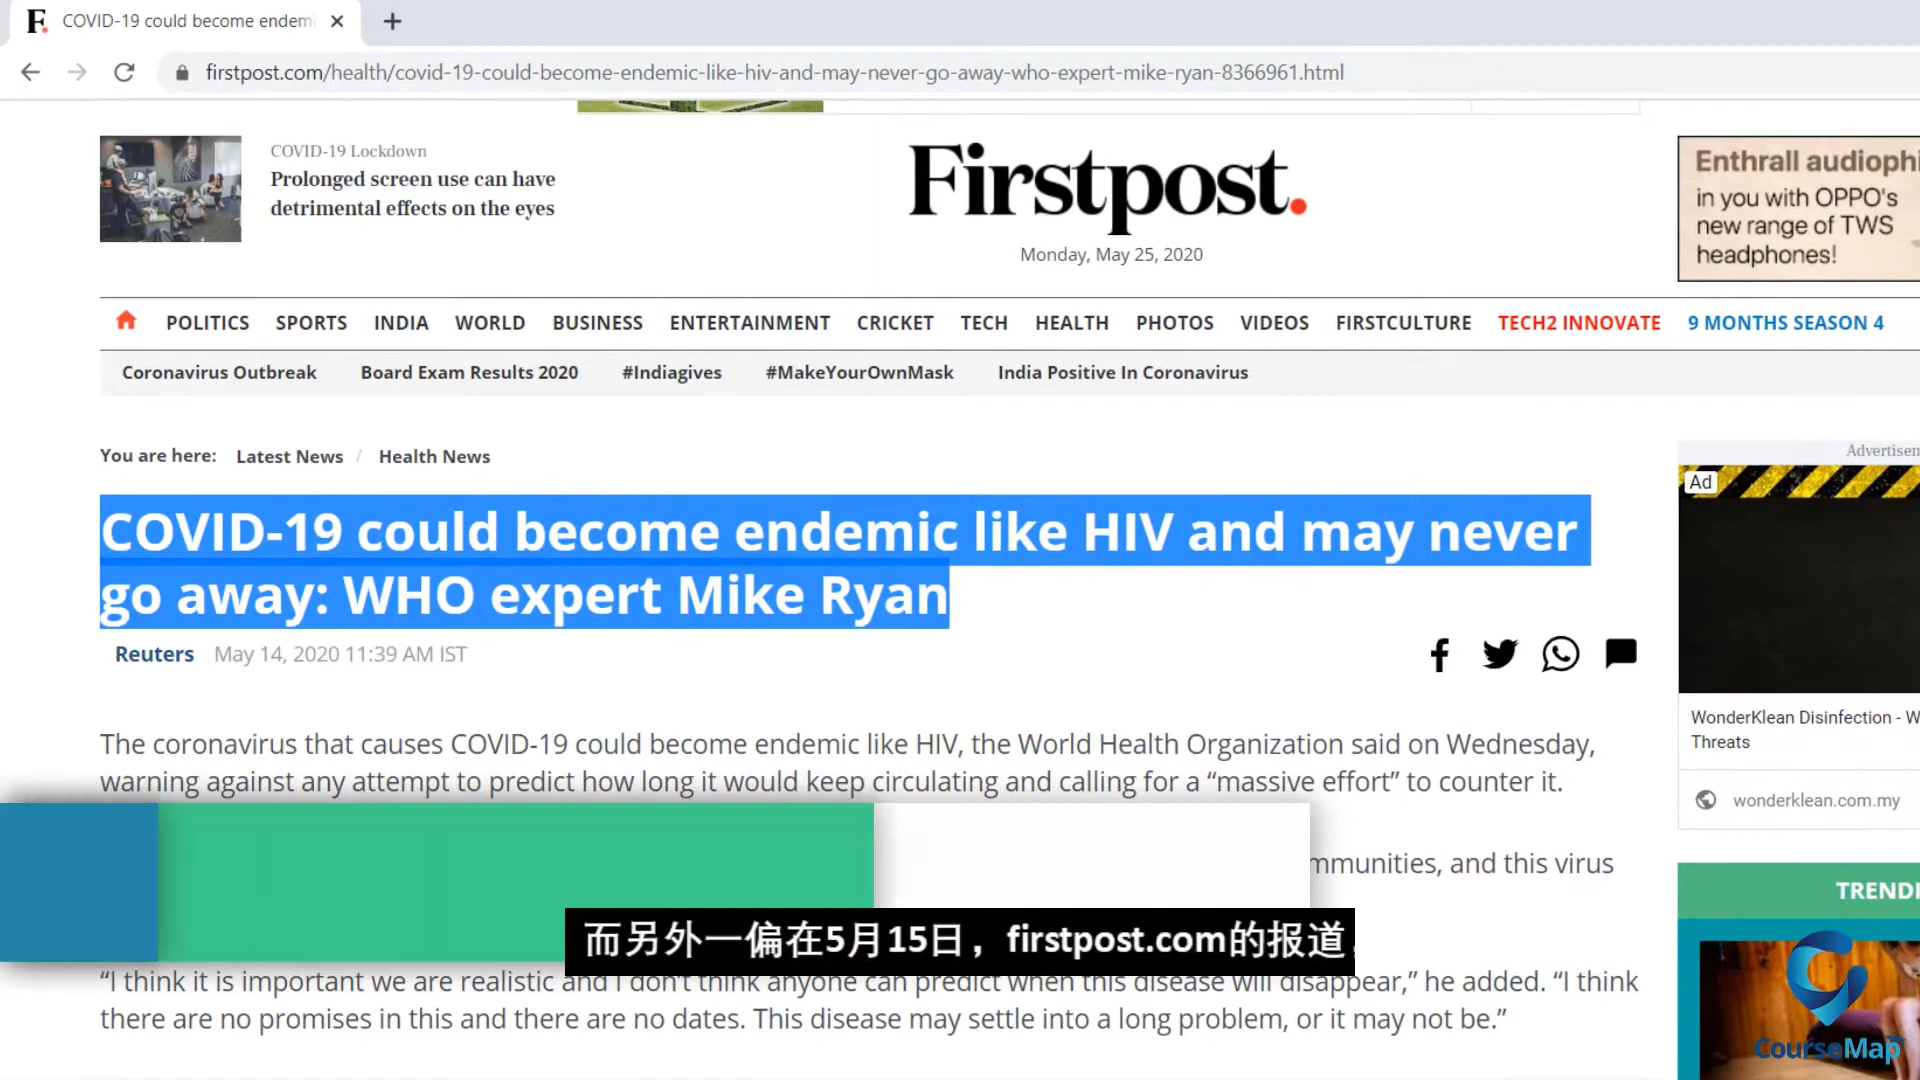 F.
COVID-19 could become endemi
firstpost.com/health/covid-19-could-become-endemic-like-hiv-and-may-never-go-away-who-expert-mike-ryan-8366961.html
COVID-19 Lockdown
Prolonged screen use can have
detrimental effects on the eyes
Firstpost.
Monday, May 25, 2020
Enthrall audiophi
in you with OPPO's
new range of TWS
headphones!
POLITICS SPORTS INDIA WORLD BUSINESS ENTERTAINMENT CRICKET TECH HEALTH PHOTOS VIDEOS FIRSTCULTURE TECH2 INNOVATE 9 MONTHS SEASON 4
Coronavirus Outbreak Board Exam Results 2020 #Indiagives #MakeYourOwnMask India Positive In Coronavirus
You are here: Latest News / Health News
COVID-19 could become endemic like HIV and may never
go away: WHO expert Mike Ryan
Reuters May 14, 2020 11:39 AM IST
The coronavirus that causes COVID-19 could become endemic like HIV, the World Health Organization said on Wednesday,
warning against any attempt to predict how long it would keep circulating and calling for a “massive effort” to counter it.
mmunities, and this virus
而另外一偏在5月15日，firstpost.com的报道
“I think it is important we are realistic and I don't think anyone can predict when this disease will disappear,” he added. “I think
there are no promises in this and there are no dates. This disease may settle into a long problem, or it may not be.”
Advertisem
Ad
WonderKlean Disinfection - W
Threats
wonderklean.com.my
TRENDI
CourseMap